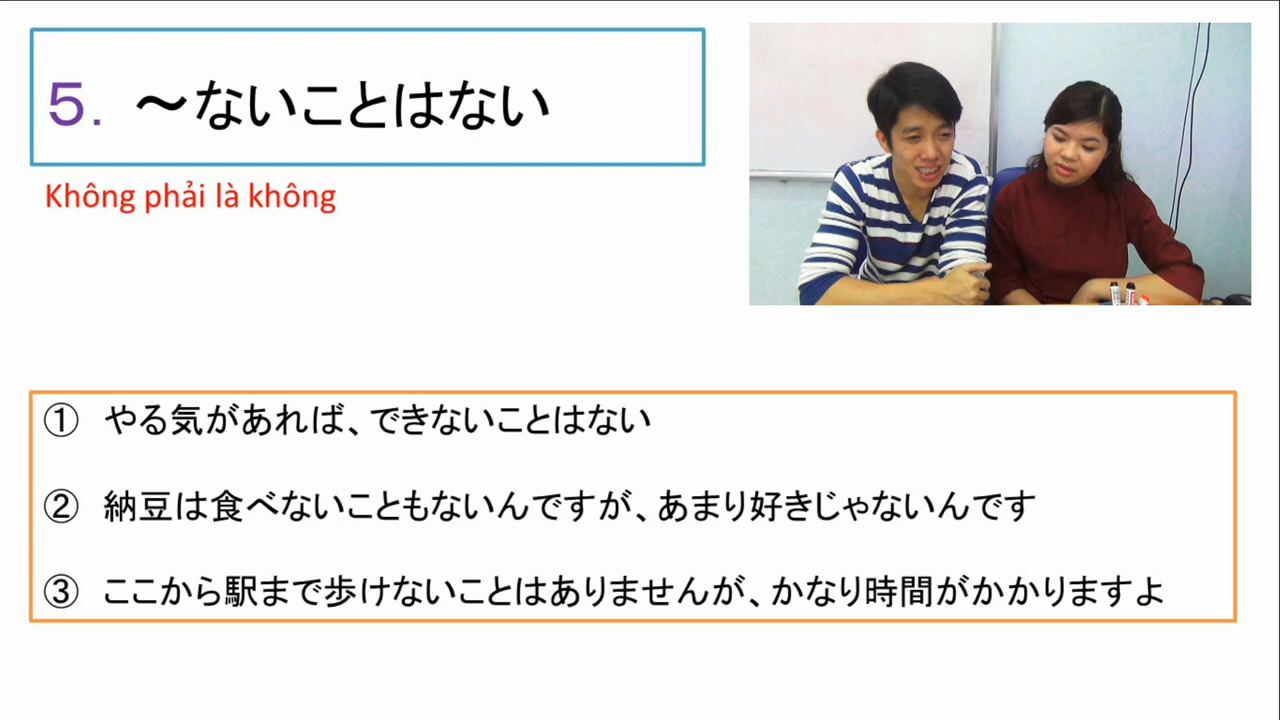 5. ～ないことはない
Không phải là không
① やる気があれば、できないことはない
② 納豆は食べないこともないんですが、あまり好きじゃないんです
③ ここから駅まで歩けないことはありませんが、かなり時間がかかりますよ